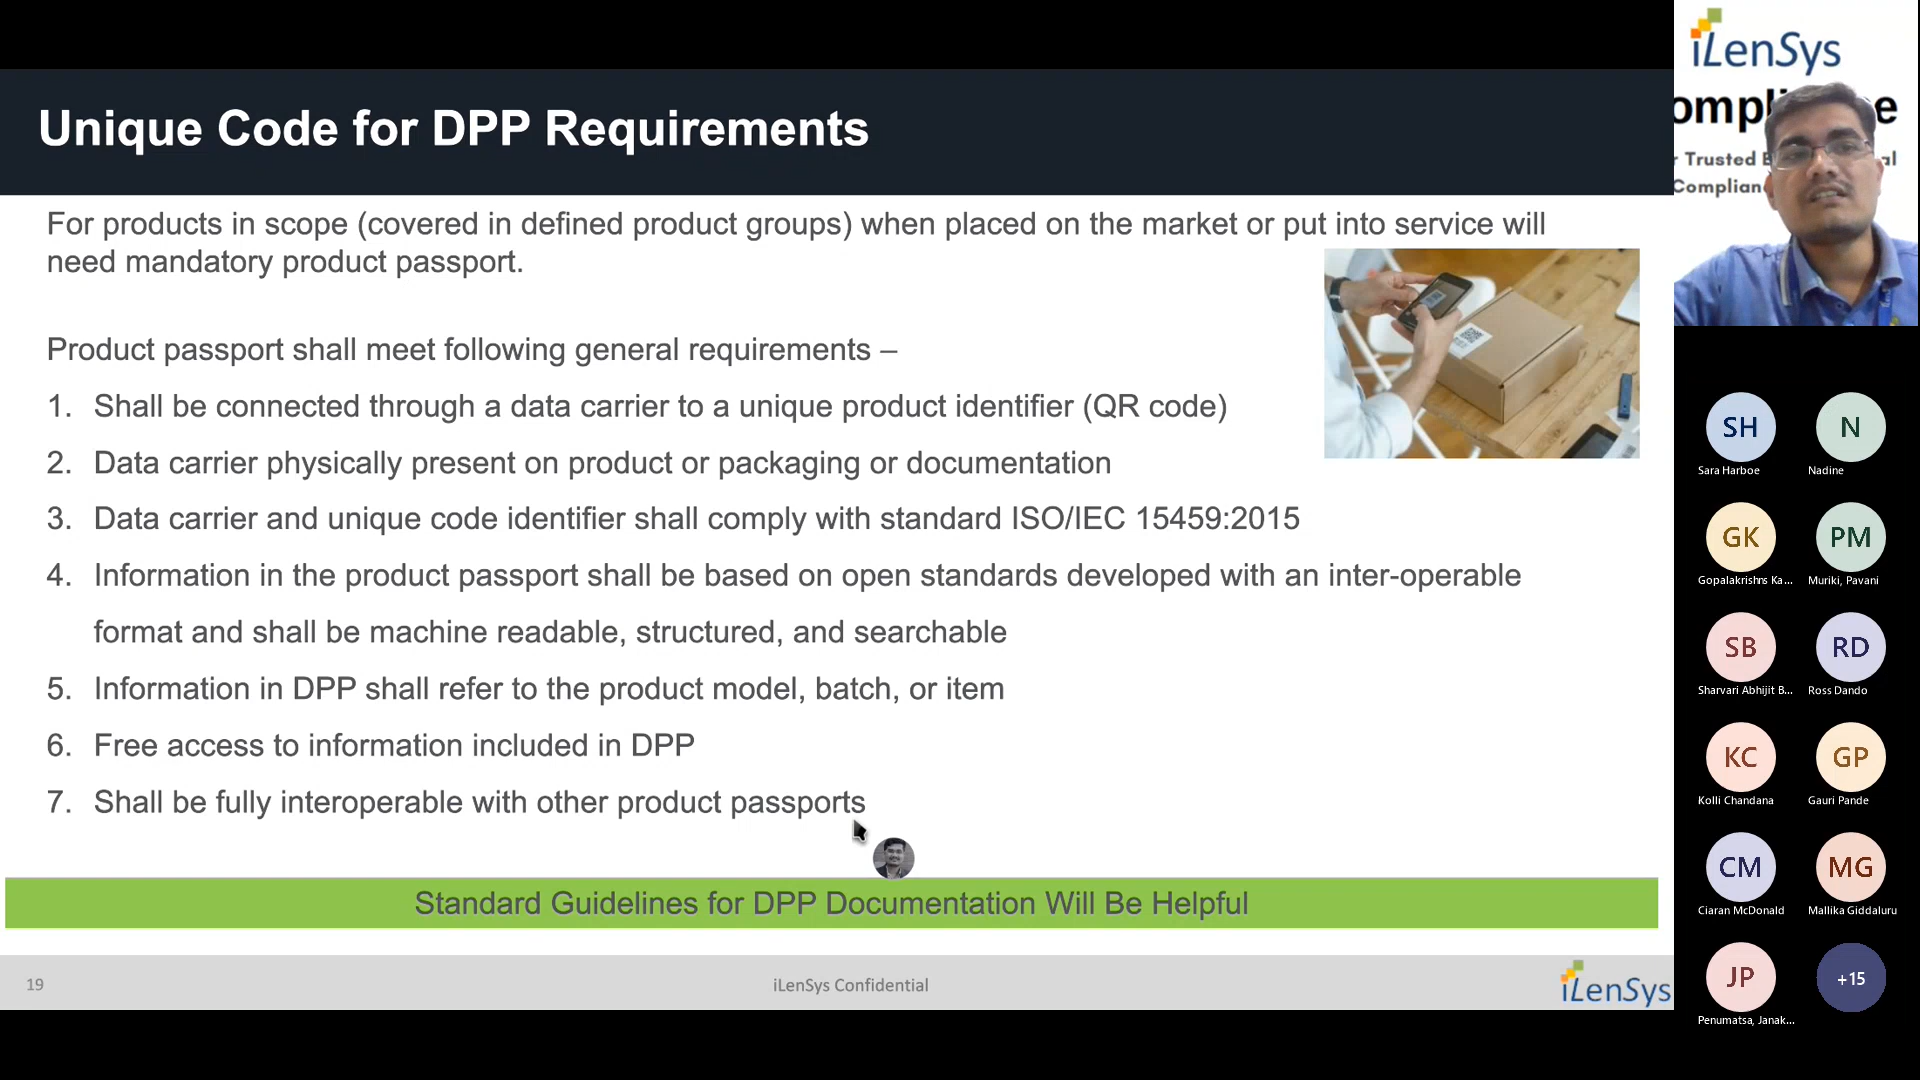 Unique Code for DPP Requirements
For products in scope (covered in defined product groups) when placed on the market or put into service will
need mandatory product passport.
Product passport shall meet following general requirements –
1. Shall be connected through a data carrier to a unique product identifier (QR code)
2. Data carrier physically present on product or packaging or documentation
3. Data carrier and unique code identifier shall comply with standard ISO/IEC 15459:2015
4. Information in the product passport shall be based on open standards developed with an inter-operable
format and shall be machine readable, structured, and searchable
5. Information in DPP shall refer to the product model, batch, or item
6. Free access to information included in DPP
7. Shall be fully interoperable with other product passports
Standard Guidelines for DPP Documentation Will Be Helpful
19
iLenSys Confidential
iLenSys
iLenSys
Trusted
SH
Sara Harboe
N
Nadine
GK
Gopalakrishns Ka...
PM
Muriki, Pavani
SB
Sharvari Abhijit B...
RD
Ross Dando
KC
Kolli Chandana
GP
Gauri Pande
CM
Ciaran McDonald
MG
Mallika Giddaluru
JP
Penumatsa, Janak...
+15